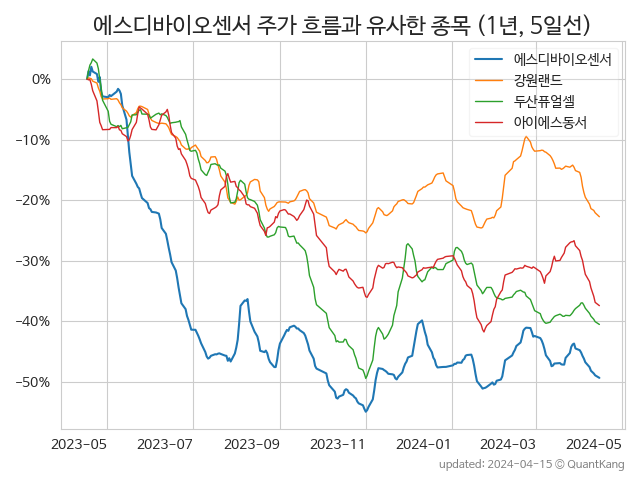 에스디바이오센서 주가 흐름과 유사한 종목 (1년, 5일선)
에스디바이오센서
강원랜드
두산퓨얼셀
아이에스동서
0%
−10%
−20%
−30%
−40%
−50%
2023−05 2023−07 2023−09 2023−11 2024−01 2024−03 2024−05
updated: 2024-04-15 © QuantKang